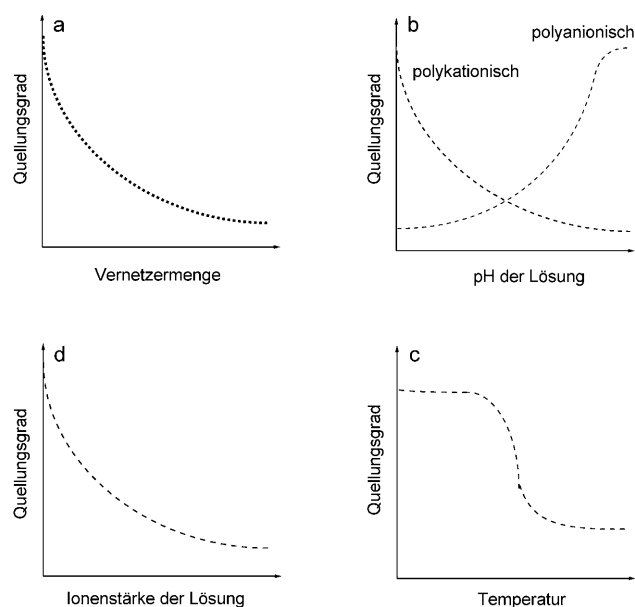 a
Quellungsgrad
Vernetzermenge
b
polyanionisch
polykationisch
Quellungsgrad
pH der Lösung
d
Quellungsgrad
Ionenstärke der Lösung
c
Quellungsgrad
Temperatur